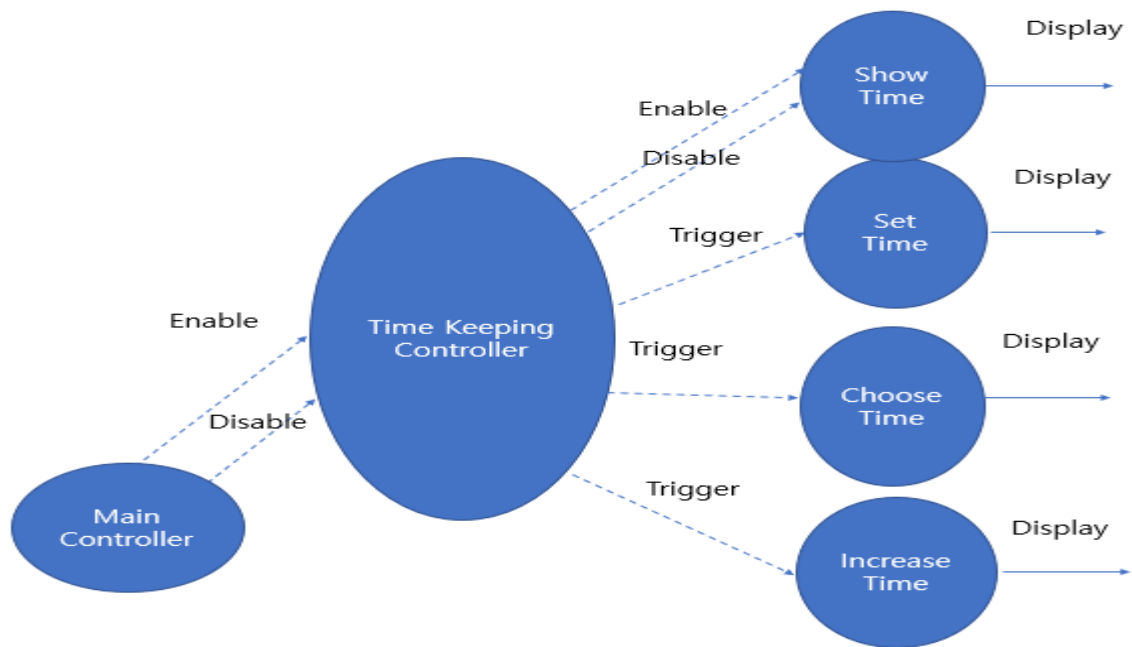 Display
Show
Time
Enable
Disable
Display
Set
Time
Trigger
Enable
Time Keeping
Controller
Trigger
Display
Choose
Time
Disable
Trigger
Main
Controller
Display
Increase
Time